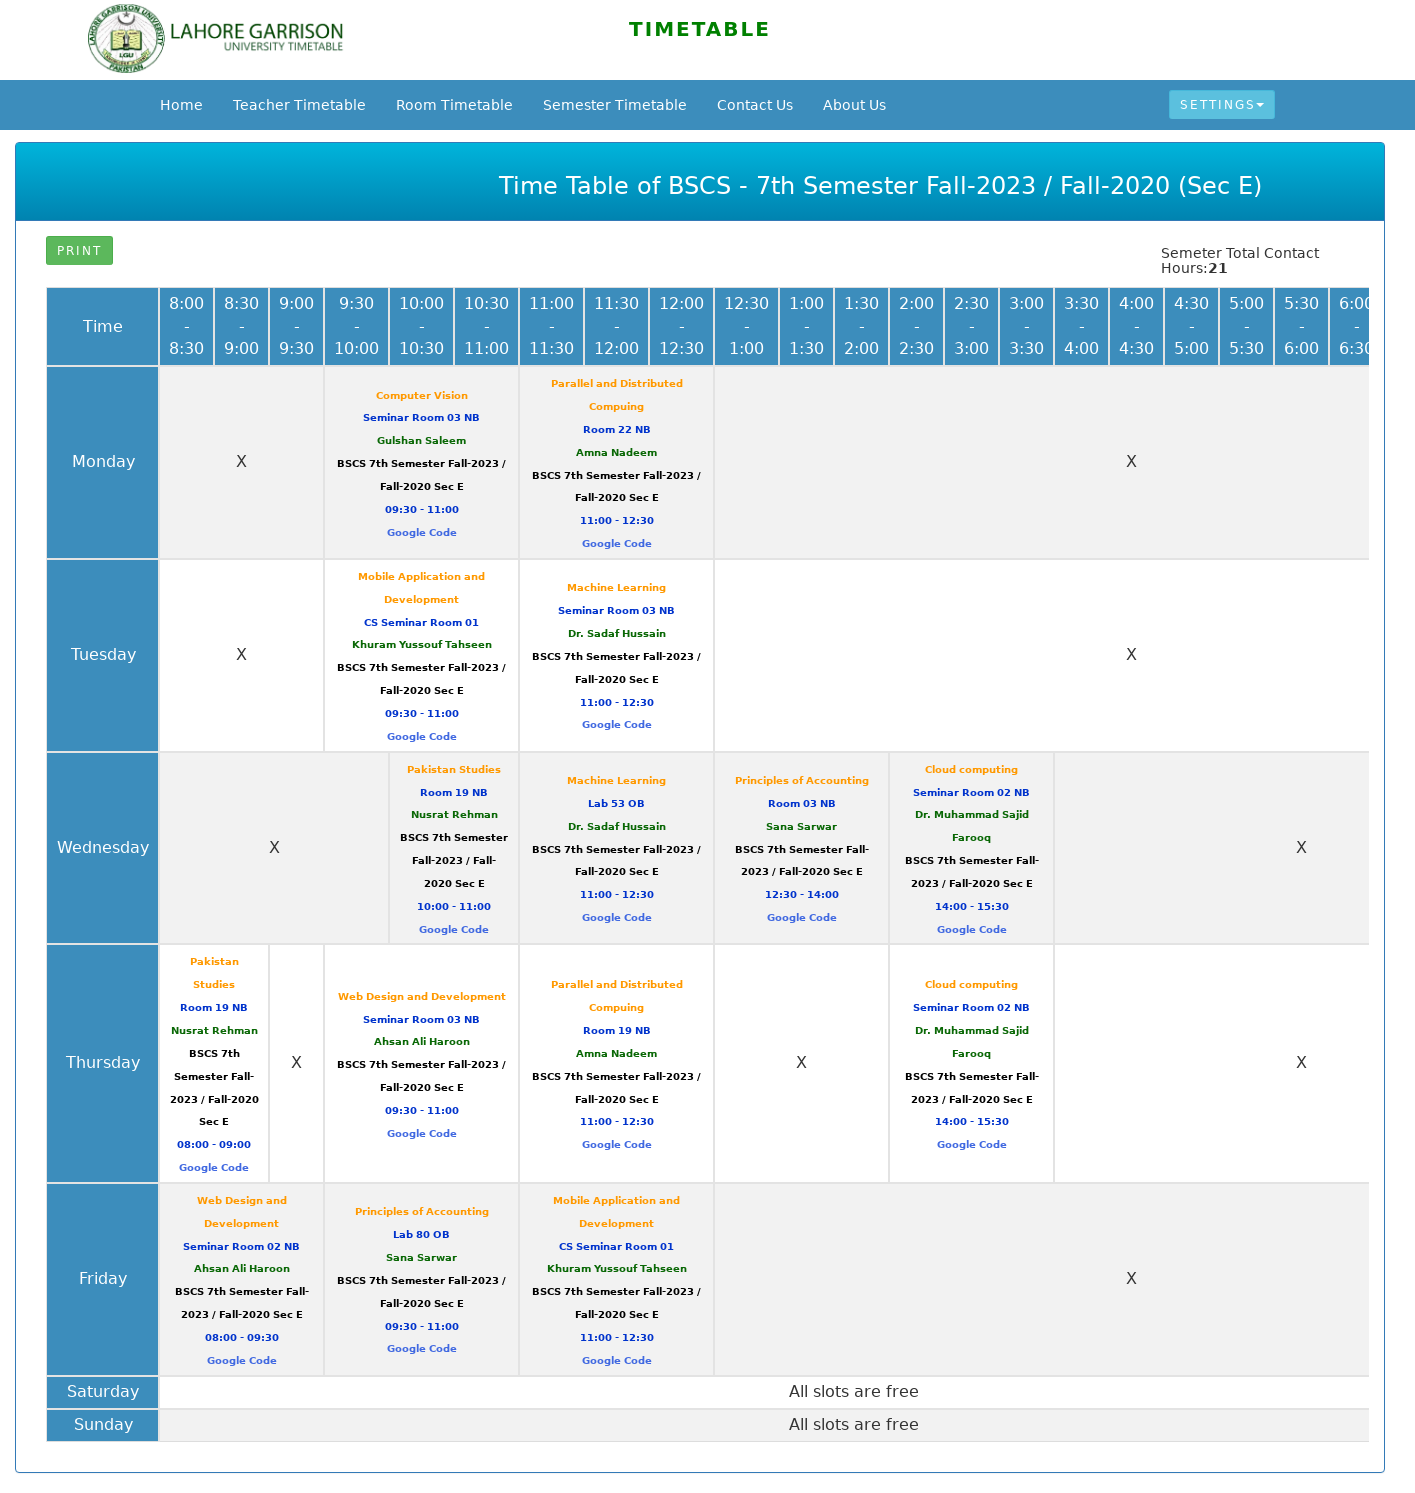 LAHORE GARRISON
UNIVERSITY TIMETABLE
TIMETABLE
Home Teacher Timetable Room Timetable Semester Timetable Contact Us About Us SETTINGS
Time Table of BSCS - 7th Semester Fall-2023 / Fall-2020 (Sec E)
PRINT
Semeter Total Contact
Hours:21
Time
8:00 - 8:30
8:30 - 9:00
9:00 - 9:30
9:30 - 10:00
10:00 - 10:30
10:30 - 11:00
11:00 - 11:30
11:30 - 12:00
12:00 - 12:30
12:30 - 1:00
1:00 - 1:30
1:30 - 2:00
2:00 - 2:30
2:30 - 3:00
3:00 - 3:30
3:30 - 4:00
4:00 - 4:30
4:30 - 5:00
5:00 - 5:30
5:30 - 6:00
6:00 - 6:30
Monday
X
Computer Vision
Seminar Room 03 NB
Gulshan Saleem
BSCS 7th Semester Fall-2023 /
Fall-2020 Sec E
09:30 - 11:00
Google Code
Parallel and Distributed
Compuing
Room 22 NB
Amna Nadeem
BSCS 7th Semester Fall-2023 /
Fall-2020 Sec E
11:00 - 12:30
Google Code
X
Tuesday
X
Mobile Application and
Development
CS Seminar Room 01
Khuram Yussouf Tahseen
BSCS 7th Semester Fall-2023 /
Fall-2020 Sec E
09:30 - 11:00
Google Code
Machine Learning
Seminar Room 03 NB
Dr. Sadaf Hussain
BSCS 7th Semester Fall-2023 /
Fall-2020 Sec E
11:00 - 12:30
Google Code
X
Wednesday
X
Pakistan Studies
Room 19 NB
Nusrat Rehman
BSCS 7th Semester
Fall-2023 / Fall-
2020 Sec E
10:00 - 11:00
Google Code
Machine Learning
Lab 53 OB
Dr. Sadaf Hussain
BSCS 7th Semester Fall-2023 /
Fall-2020 Sec E
11:00 - 12:30
Google Code
Principles of Accounting
Room 03 NB
Sana Sarwar
BSCS 7th Semester Fall-
2023 / Fall-2020 Sec E
12:30 - 14:00
Google Code
Cloud computing
Seminar Room 02 NB
Dr. Muhammad Sajid
Farooq
BSCS 7th Semester Fall-
2023 / Fall-2020 Sec E
14:00 - 15:30
Google Code
X
Thursday
Pakistan
Studies
Room 19 NB
Nusrat Rehman
BSCS 7th
Semester Fall-
2023 / Fall-2020
Sec E
08:00 - 09:00
Google Code
X
Web Design and Development
Seminar Room 03 NB
Ahsan Ali Haroon
BSCS 7th Semester Fall-2023 /
Fall-2020 Sec E
09:30 - 11:00
Google Code
Parallel and Distributed
Compuing
Room 19 NB
Amna Nadeem
BSCS 7th Semester Fall-2023 /
Fall-2020 Sec E
11:00 - 12:30
Google Code
X
Cloud computing
Seminar Room 02 NB
Dr. Muhammad Sajid
Farooq
BSCS 7th Semester Fall-
2023 / Fall-2020 Sec E
14:00 - 15:30
Google Code
X
Friday
Web Design and
Development
Seminar Room 02 NB
Ahsan Ali Haroon
BSCS 7th Semester Fall-
2023 / Fall-2020 Sec E
08:00 - 09:30
Google Code
Principles of Accounting
Lab 80 OB
Sana Sarwar
BSCS 7th Semester Fall-2023 /
Fall-2020 Sec E
09:30 - 11:00
Google Code
Mobile Application and
Development
CS Seminar Room 01
Khuram Yussouf Tahseen
BSCS 7th Semester Fall-2023 /
Fall-2020 Sec E
11:00 - 12:30
Google Code
X
Saturday
All slots are free
Sunday
All slots are free